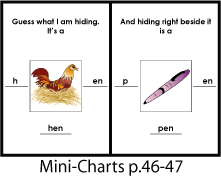 Guess what I am hiding.
It's a
h en
hen
And hiding right beside it
is a
p en
pen
Mini-Charts p.46-47